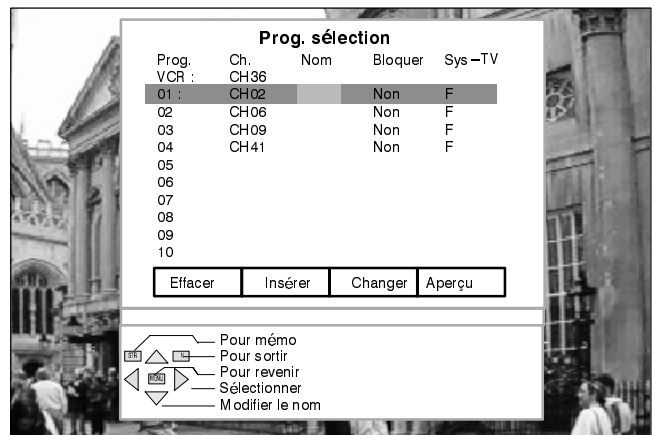 Prog. sélection
Prog. Ch. Nom Bloquer Sys–TV
VCR : CH36
01 : CH02 Non F
02 CH06 Non F
03 CH09 Non F
04 CH41 Non F
05
06
07
08
09
10
Effacer Insérer Changer Aperçu
Pour mémo
STR N Pour sortir
MENU Pour revenir
Sélectionner
Modifier le nom